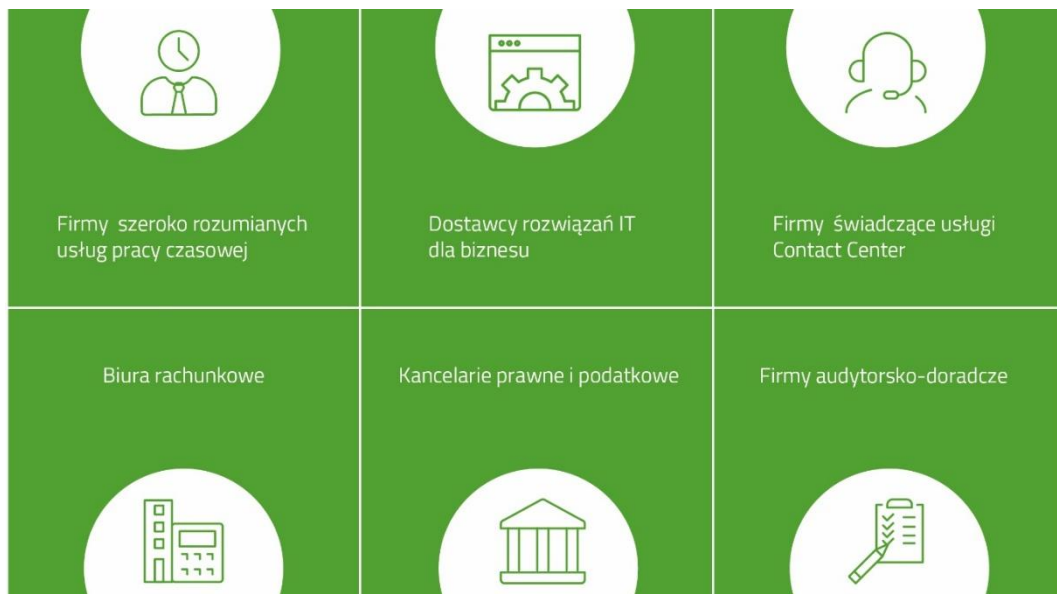 Firmy szeroko rozumianych
usług pracy czasowej
Dostawcy rozwiązań IT
dla biznesu
Firmy świadczące usługi
Contact Center
Biura rachunkowe
Kancelarie prawne i podatkowe
Firmy audytorsko-doradcze